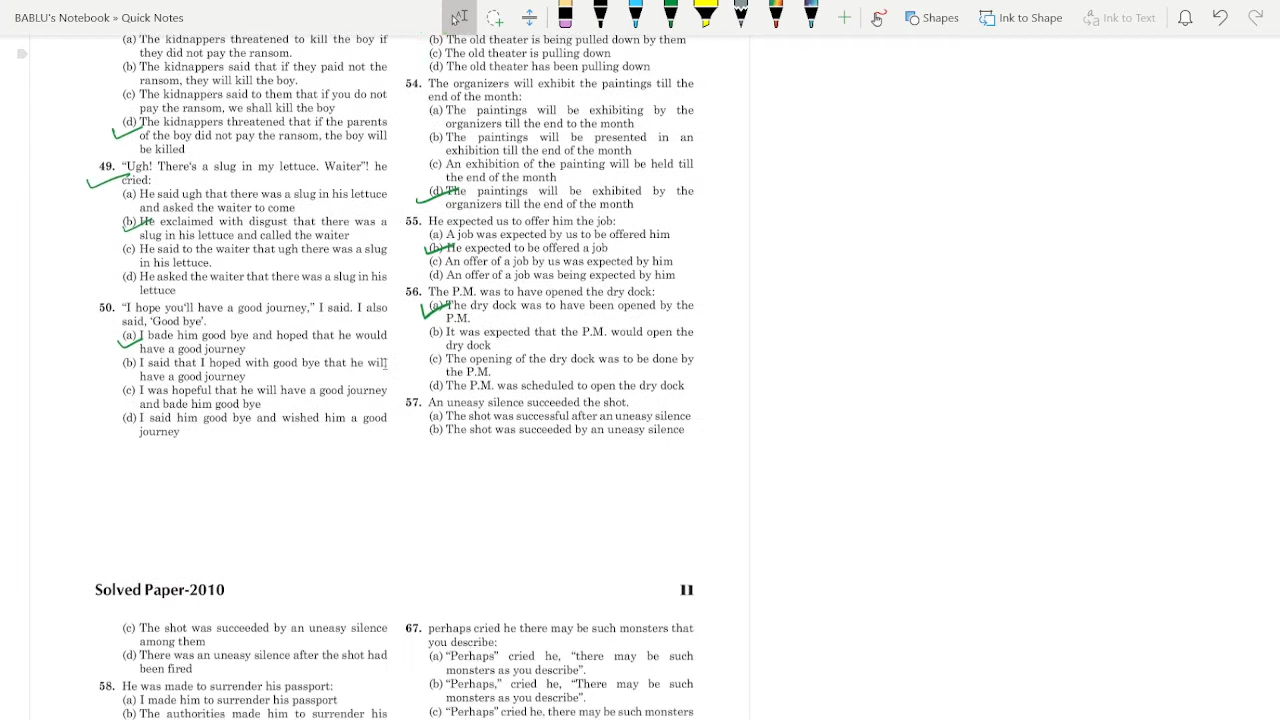 BABLU's Notebook » Quick Notes
Shapes
Ink to Shape
Ink to Text
(a) The kidnappers threatened to kill the boy if
they did not pay the ransom.
(b) The kidnappers said that if they paid not the
ransom, they will kill the boy.
(c) The kidnappers said to them that if you do not
pay the ransom, we shall kill the boy
(d) The kidnappers threatened that if the parents
of the boy did not pay the ransom, the boy will
be killed
49. "Ugh! There's a slug in my lettuce. Waiter"! he
cried:
(a) He said ugh that there was a slug in his lettuce
and asked the waiter to come
(b) He exclaimed with disgust that there was a
slug in his lettuce and called the waiter
(c) He said to the waiter that ugh there was a slug
in his lettuce.
(d) He asked the waiter that there was a slug in his
lettuce
50. "I hope you'll have a good journey," I said. I also
said, 'Good bye'.
(a) I bade him good bye and hoped that he would
have a good journey
(b) I said that I hoped with good bye that he will
have a good journey
(c) I was hopeful that he will have a good journey
and bade him good bye
(d) I said him good bye and wished him a good
journey
(b) The old theater is being pulled down by them
(c) The old theater is pulling down
(d) The old theater has been pulling down
54. The organizers will exhibit the paintings till the
end of the month:
(a) The paintings will be exhibiting by the
organizers till the end to the month
(b) The paintings will be presented in an
exhibition till the end of the month
(c) An exhibition of the painting will be held till
the end of the month
(d) The paintings will be exhibited by the
organizers till the end of the month
55. He expected us to offer him the job:
(a) A job was expected by us to be offered him
(b) He expected to be offered a job
(c) An offer of a job by us was expected by him
(d) An offer of a job was being expected by him
56. The P.M. was to have opened the dry dock:
(a) The dry dock was to have been opened by the
P.M.
(b) It was expected that the P.M. would open the
dry dock
(c) The opening of the dry dock was to be done by
the P.M.
(d) The P.M. was scheduled to open the dry dock
57. An uneasy silence succeeded the shot.
(a) The shot was successful after an uneasy silence
(b) The shot was succeeded by an uneasy silence
Solved Paper-2010
11
(c) The shot was succeeded by an uneasy silence
among them
(d) There was an uneasy silence after the shot had
been fired
58. He was made to surrender his passport:
(a) I made him to surrender his passport
(b) The authorities made him to surrender his
67. perhaps cried he there may be such monsters that
you describe:
(a) "Perhaps" cried he, "there may be such
monsters as you describe".
(b) "Perhaps," cried he, "There may be such
monsters as you describe".
(c) "Perhaps" cried he, there may be such monsters